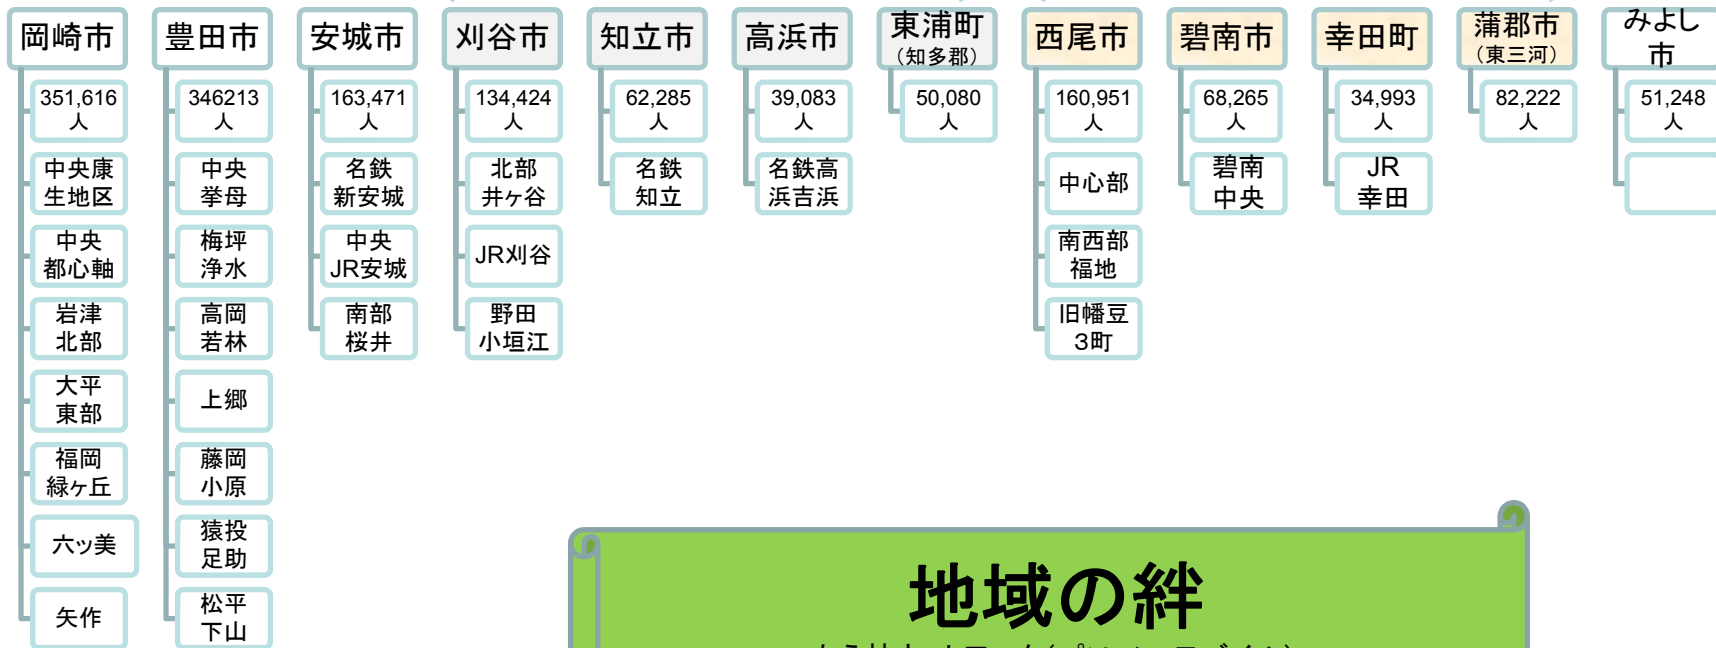 岡崎市
351,616
人
中央康
生地区
中央
都心軸
岩津
北部
大平
東部
福岡
緑ヶ丘
六ッ美
矢作
豊田市
346213
人
中央
挙母
梅坪
浄水
高岡
若林
上郷
藤岡
小原
猿投
足助
松平
下山
安城市
163,471
人
名鉄
新安城
中央
JR安城
南部
桜井
刈谷市
134,424
人
北部
井ヶ谷
JR刈谷
野田
小垣江
知立市
62,285
人
名鉄
知立
高浜市
39,083
人
名鉄高
浜吉浜
東浦町
（知多郡）
50,080
人
西尾市
160,951
人
中心部
南西部
福地
旧幡豆
３町
碧南市
68,265
人
碧南
中央
幸田町
34,993
人
JR
幸田
蒲郡市
（東三河）
82,222
人
みよし
市
51,248
人
地域の絆